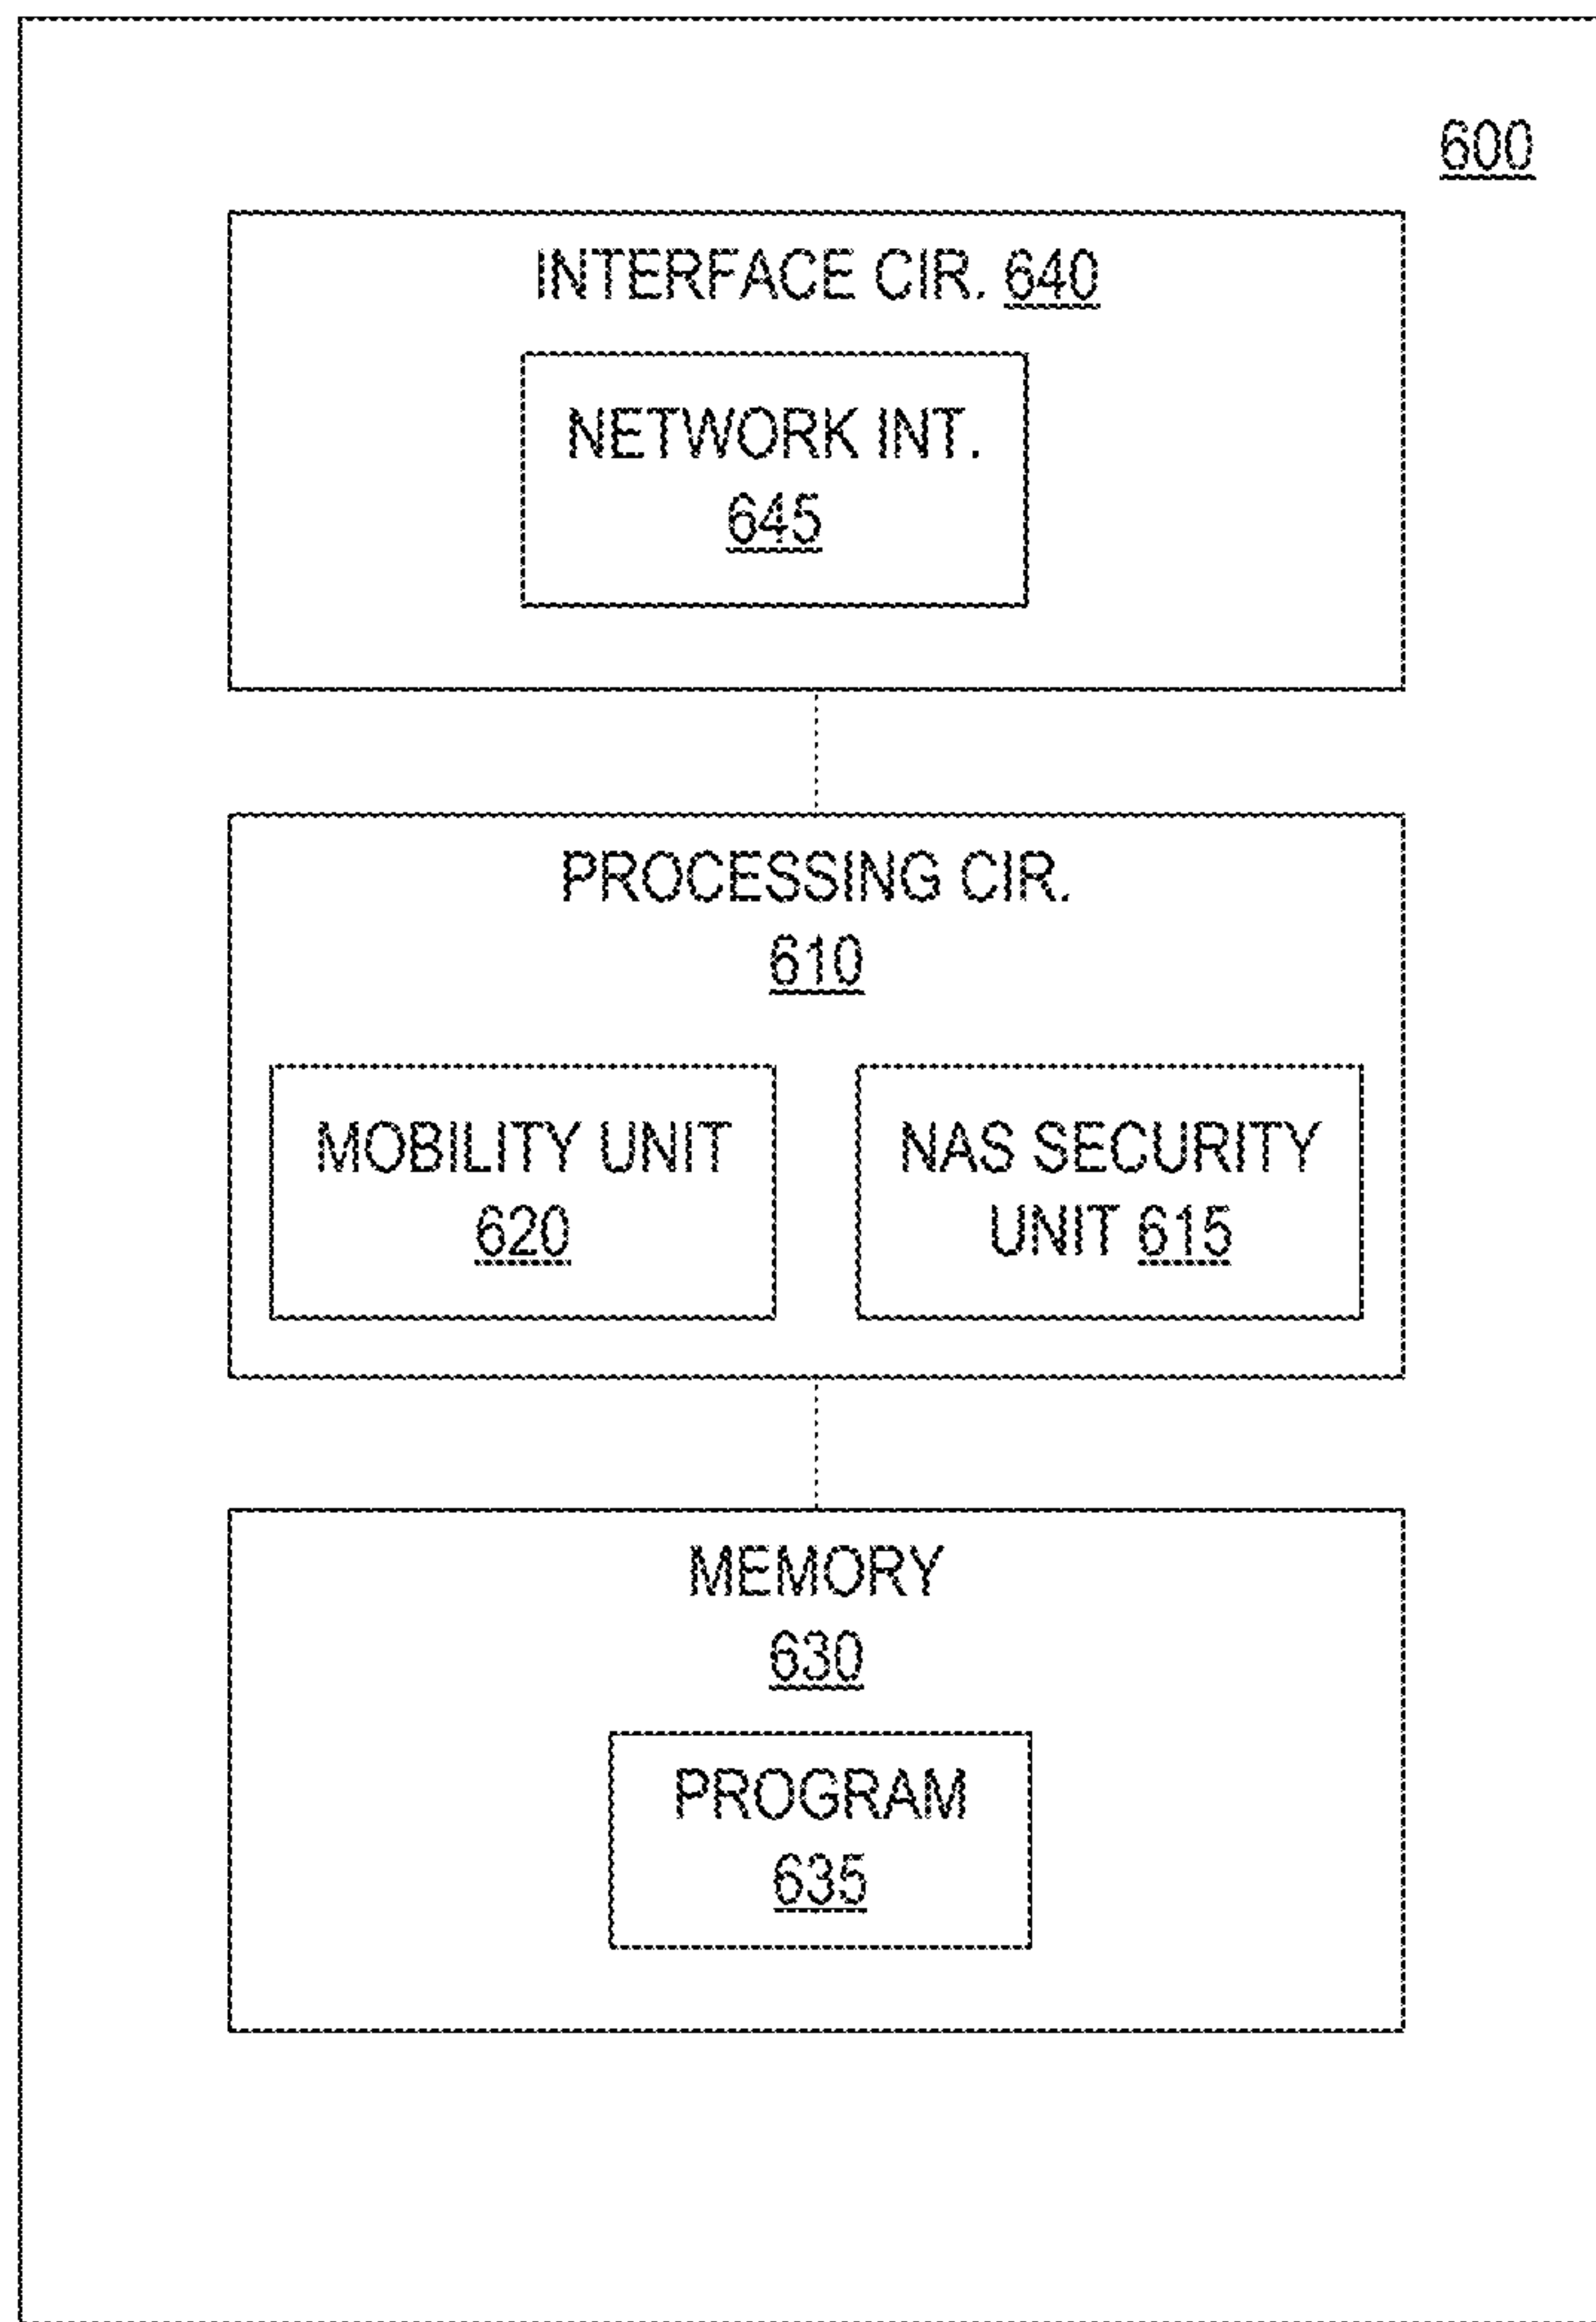 600
INTERFACE CIR. 640
NETWORK INT.
645
PROCESSING CIR.
610
MOBILITY UNIT
620
NAS SECURITY
UNIT 615
MEMORY
630
PROGRAM
635